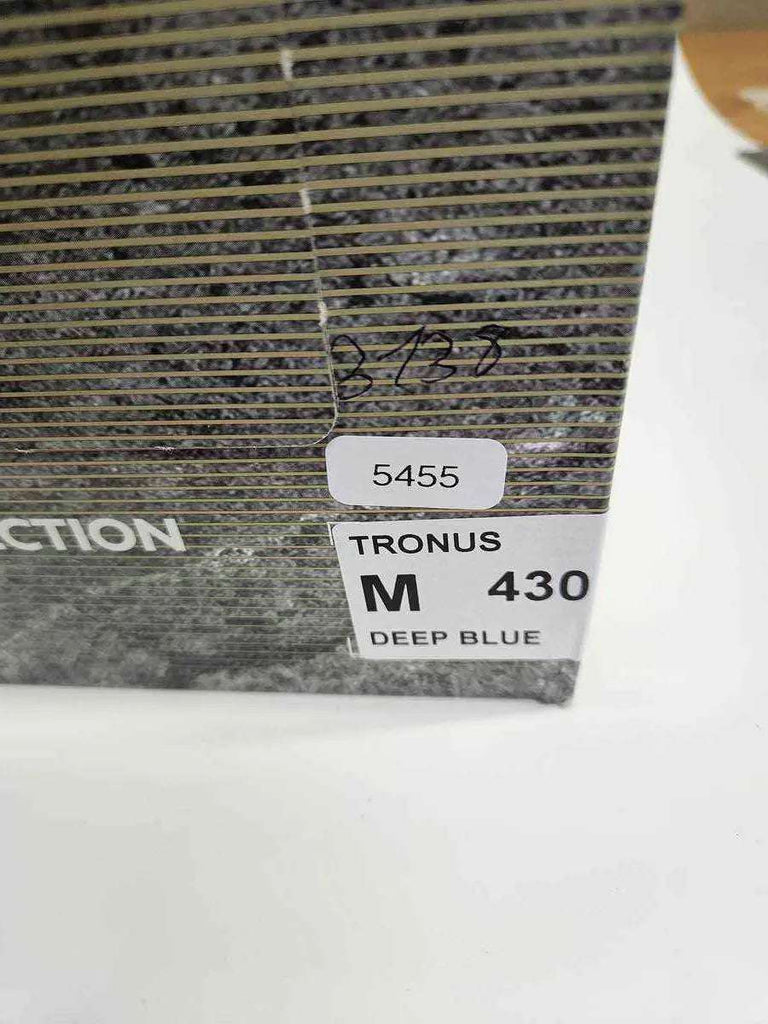 3138
5455
CTION
TRONUS
M 430
DEEP BLUE